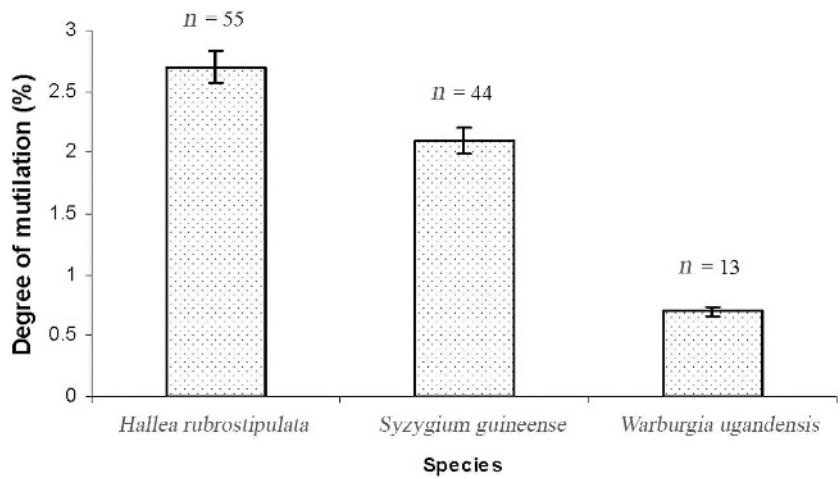 n = 55
n = 44
n = 13
Degree of mutilation (%)
3
2.5
2
1.5
1
0.5
0
Hallea rubrostipulata
Syzygium guineense
Warburgia ugandensis
Species